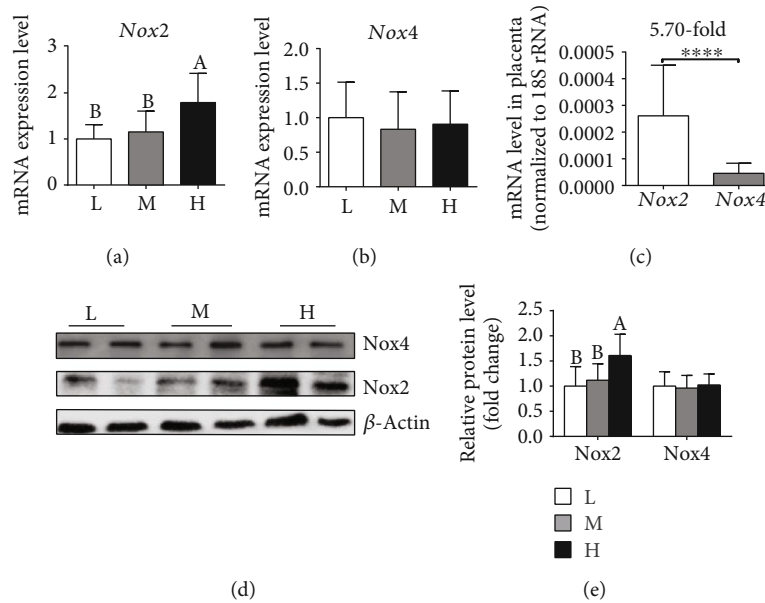 Nox2
mRNA expression level
3
2
1
0
B
B
A
L
M
H
(a)
Nox4
mRNA expression level
2.0
1.5
1.0
0.5
0.0
L
M
H
(b)
5.70-fold
****
mRNA level in placenta
(normalized to 18S rRNA)
0.0005
0.0004
0.0003
0.0002
0.0001
0.0000
Nox2
Nox4
(c)
L
M
H
Nox4
Nox2
β-Actin
(d)
Relative protein level
(fold change)
2.5
2.0
1.5
1.0
0.5
0.0
B
B
A
Nox2
Nox4
L
M
H
(e)